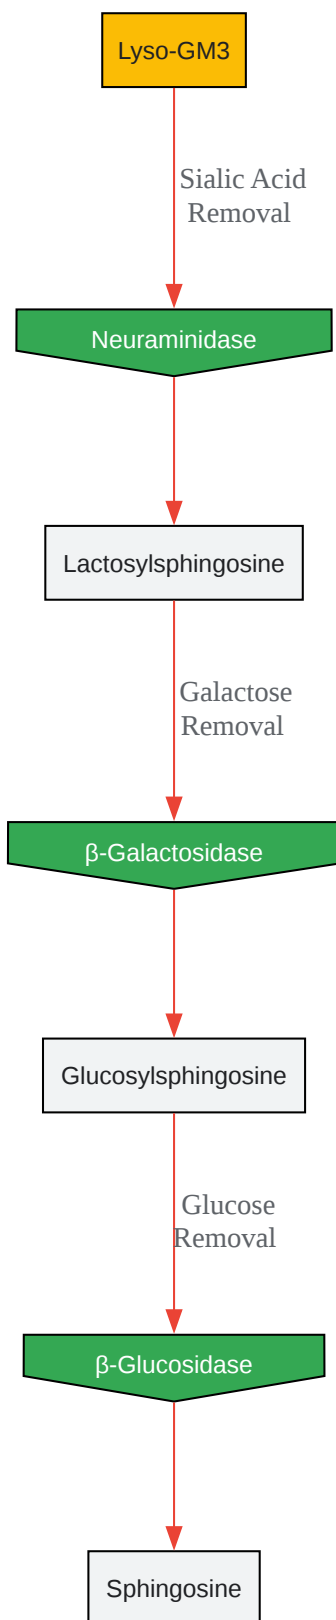 Lyso-GM3
Sialic Acid
Removal
Neuraminidase
Lactosylsphingosine
Galactose
Removal
β-Galactosidase
Glucosylsphingosine
Glucose
Removal
β-Glucosidase
Sphingosine